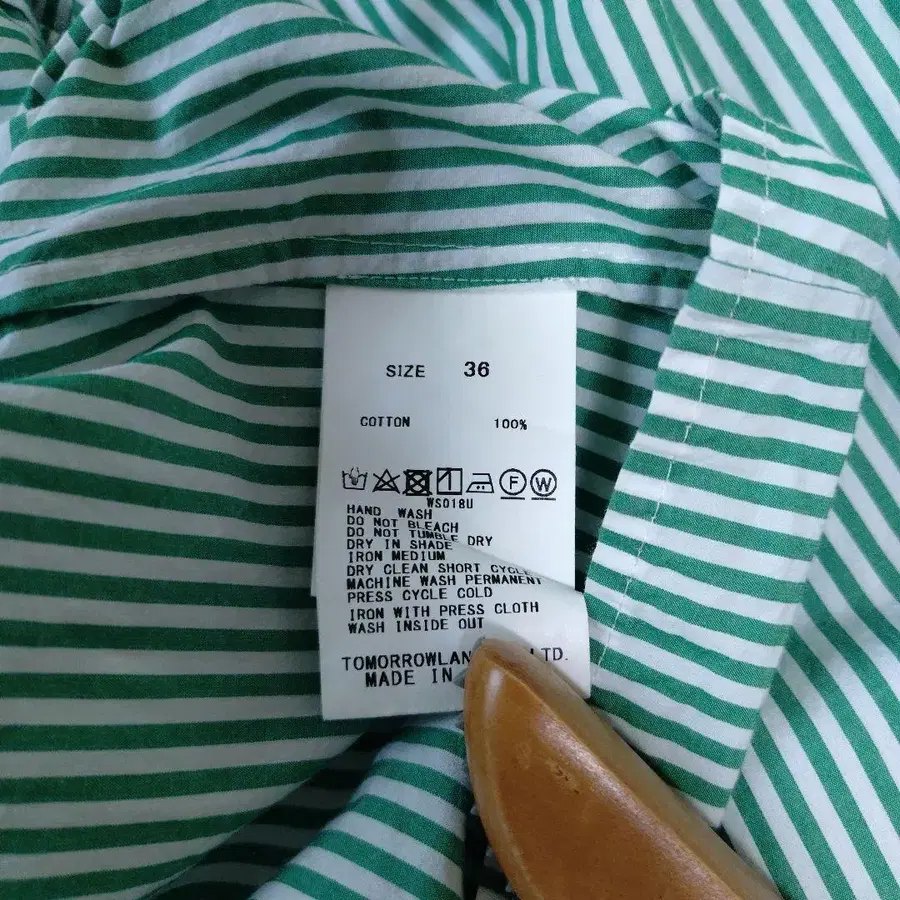 SIZE 36
COTTON 100%
F W
WS018U
HAND WASH
DO NOT BLEACH
DO NOT TUMBLE DRY
DRY IN SHADE
IRON MEDIUM
DRY CLEAN SHORT CYCLE
MACHINE WASH PERMANENT
PRESS CYCLE COLD
IRON WITH PRESS CLOTH
WASH INSIDE OUT
TOMORROWLAN LTD.
MADE IN